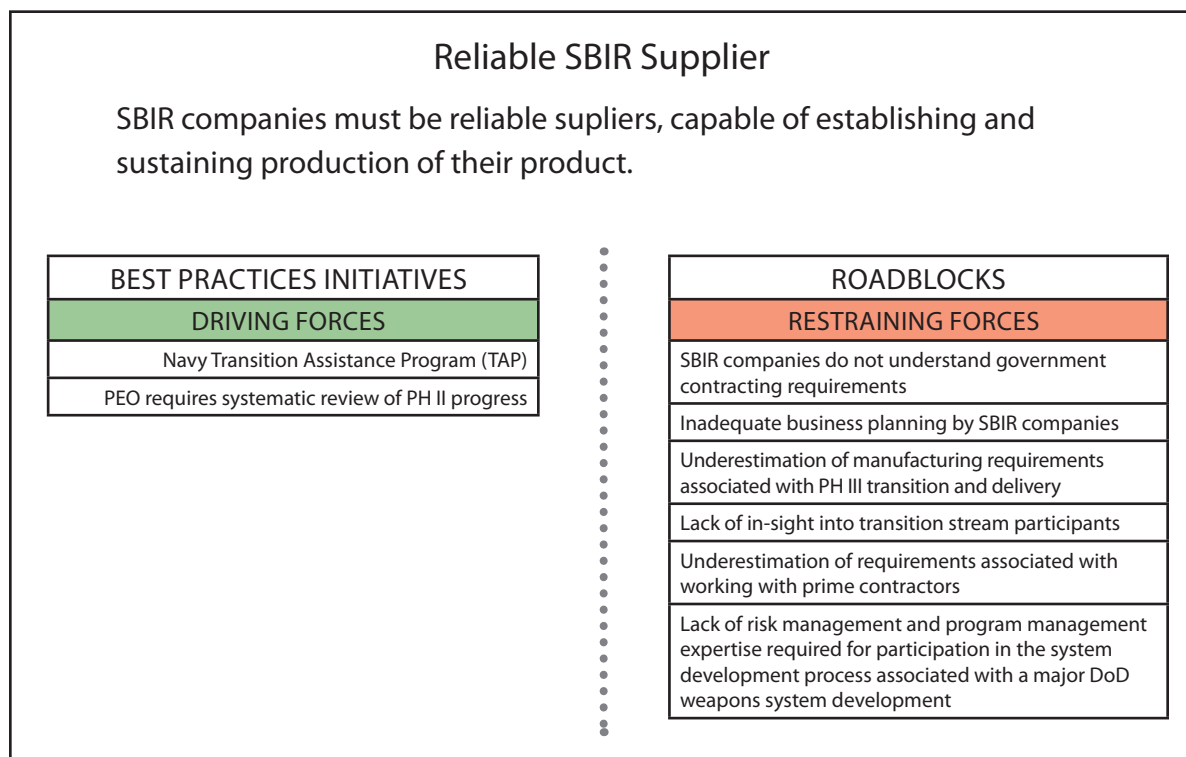 Reliable SBIR Supplier
SBIR companies must be reliable supliers, capable of establishing and
sustaining production of their product.
BEST PRACTICES INITIATIVES
DRIVING FORCES
Navy Transition Assistance Program (TAP)
PEO requires systematic review of PH II progress
ROADBLOCKS
RESTRAINING FORCES
SBIR companies do not understand government
contracting requirements
Inadequate business planning by SBIR companies
Underestimation of manufacturing requirements
associated with PH III transition and delivery
Lack of in-sight into transition stream participants
Underestimation of requirements associated with
working with prime contractors
Lack of risk management and program management
expertise required for participation in the system
development process associated with a major DoD
weapons system development